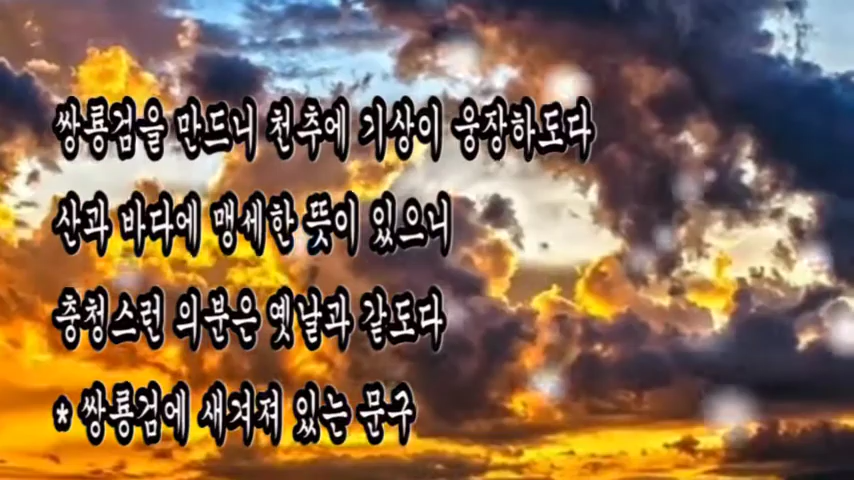 쌍룡검을 만드니 천추에 기상이 웅장하도다
산과 바다에 맹세한 뜻이 있으니
충청스런 의분은 옛날과 같도다
* 쌍룡검에 새겨져 있는 문구